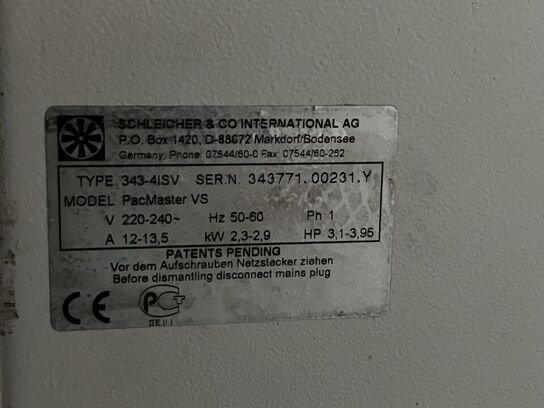 SCHLEICHER & CO INTERNATIONAL AG
P.O. Box 1420, D-88672 Markdorf/Bodensee
Germany, Phone 07544/60-0 Fax 07544/60-262
TYPE 343-4ISV SER.N. 343771.00231.Y
MODEL PacMaster VS
V 220-240~ Hz 50-60 Ph 1
A 12-13,5 kW 2,3-2,9 HP 3,1-3,95
PATENTS PENDING
Vor dem Aufschrauben Netzstecker ziehen
Before dismantling disconnect mains plug
CE